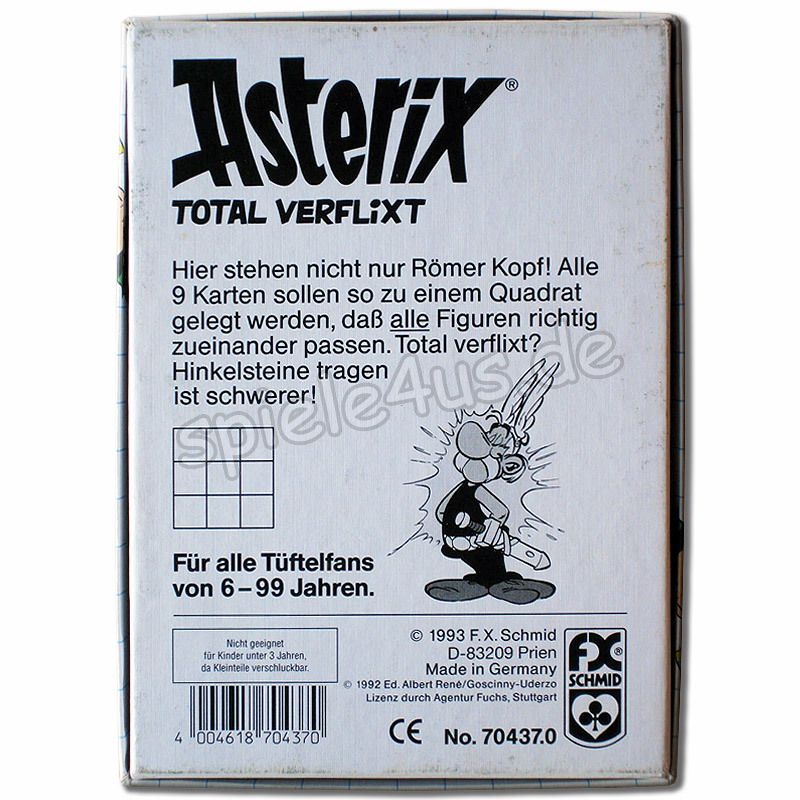 Asterix®
TOTAL VERFLiXT
Hier stehen nicht nur Römer Kopf! Alle
9 Karten sollen so zu einem Quadrat
gelegt werden, daß alle Figuren richtig
zueinander passen. Total verflixt?
Hinkelsteine tragen
ist schwerer!
spiele4us.de
Für alle Tüftelfans
von 6–99 Jahren.
Nicht geeignet
für Kinder unter 3 Jahren,
da Kleinteile verschluckbar.
4 004618 704370
© 1993 F. X. Schmid
D-83209 Prien
Made in Germany
© 1992 Ed. Albert René/Goscinny-Uderzo
Lizenz durch Agentur Fuchs, Stuttgart
CE No. 70437.0
FX®
SCHMID